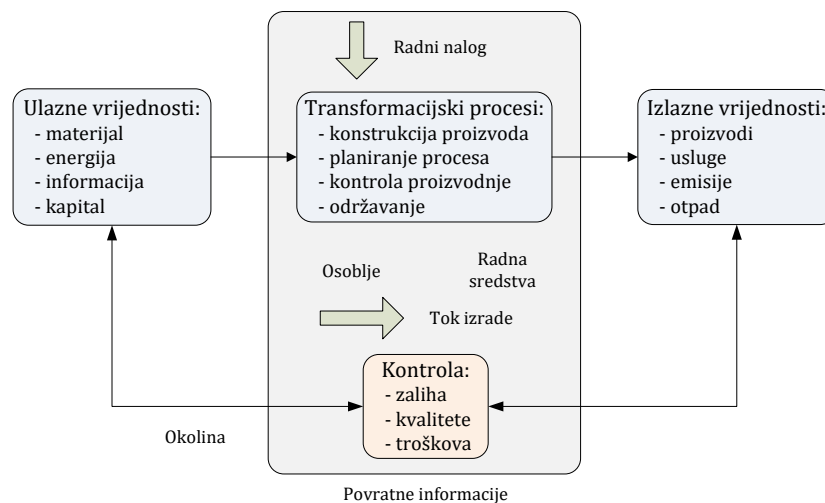 Radni nalog
Ulazne vrijednosti:
- materijal
- energija
- informacija
- kapital
Transformacijski procesi:
- konstrukcija proizvoda
- planiranje procesa
- kontrola proizvodnje
- održavanje
Izlazne vrijednosti:
- proizvodi
- usluge
- emisije
- otpad
Osoblje
Radna
sredstva
Tok izrade
Kontrola:
- zaliha
- kvalitete
- troškova
Okolina
Povratne informacije